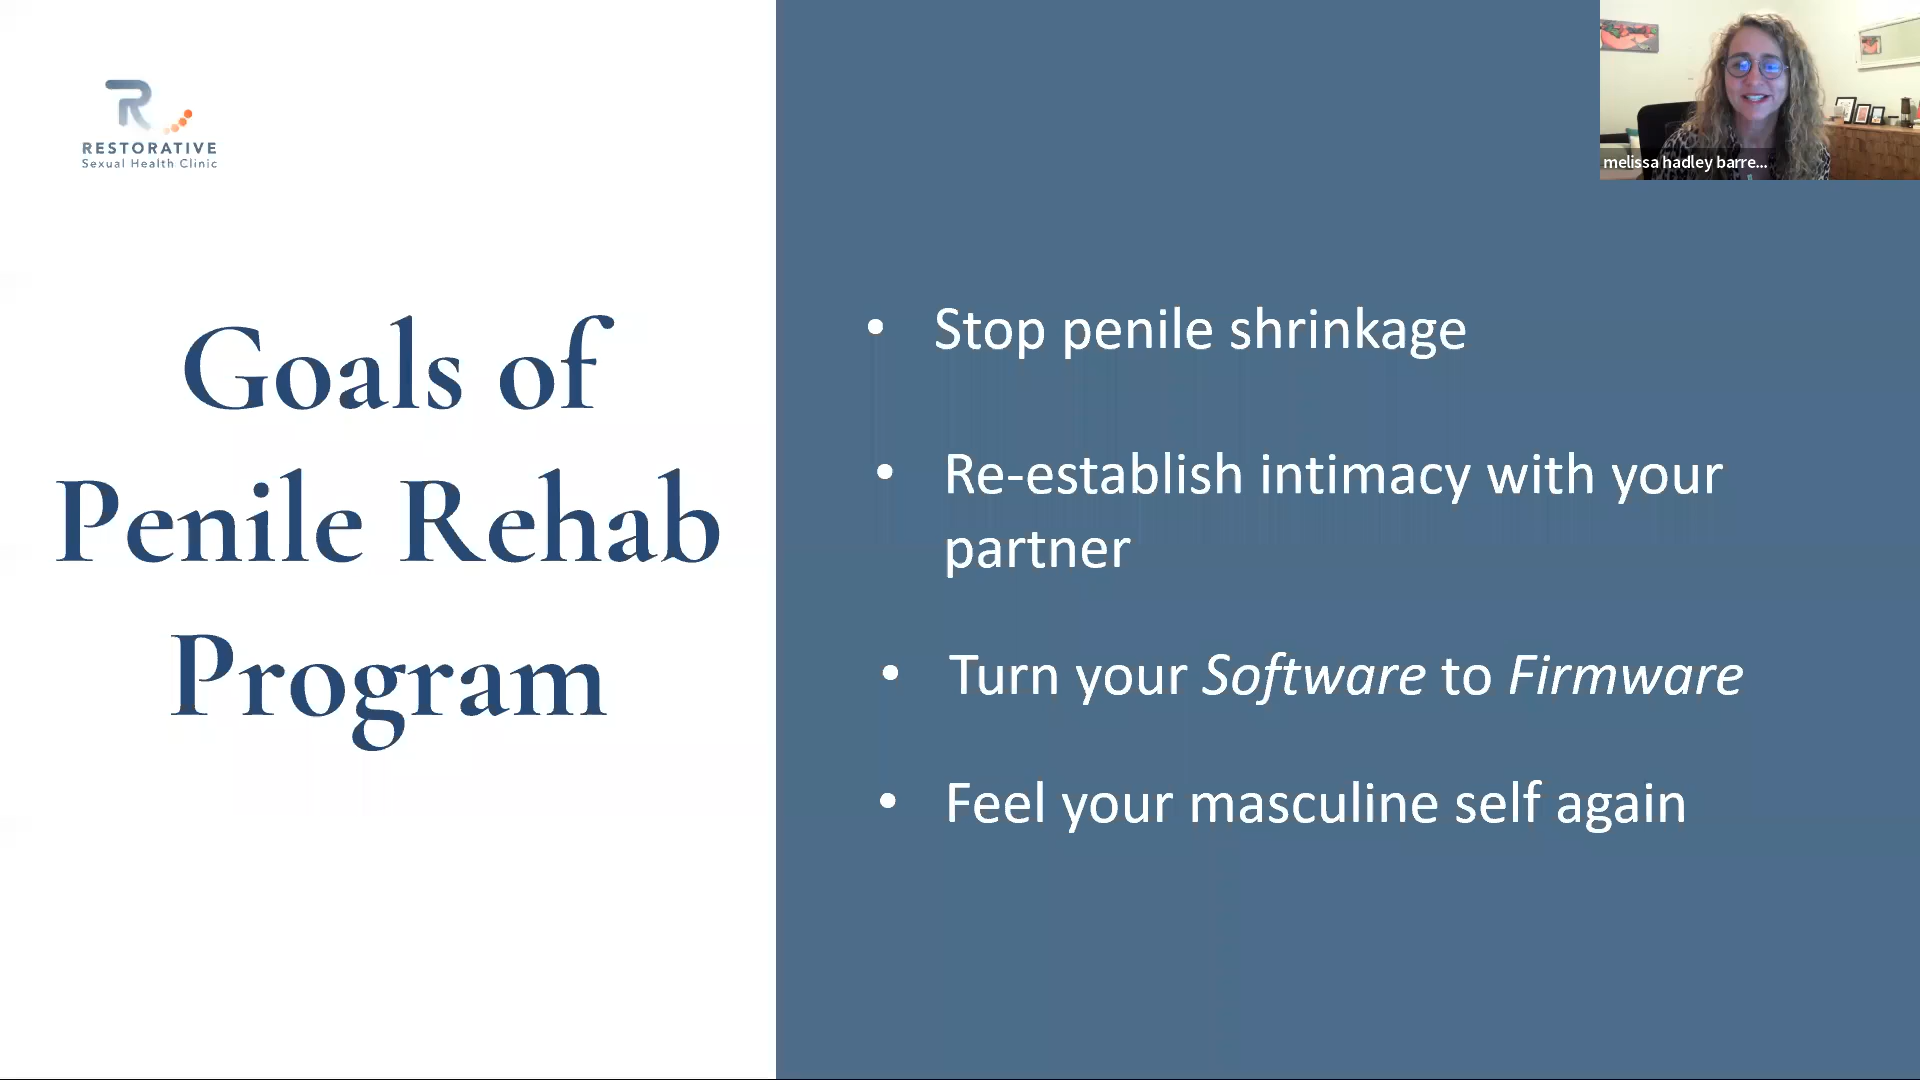 RESTORATIVE
Sexual Health Clinic
Goals of
Penile Rehab
Program
• Stop penile shrinkage
• Re-establish intimacy with your
partner
• Turn your Software to Firmware
• Feel your masculine self again
melissa hadley barre...